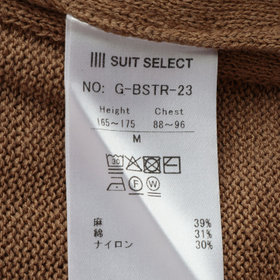 SUIT SELECT
NO: G-BSTR-23
Height Chest
165~175 88~96
M
麻 39%
綿 31%
ナイロン 30%